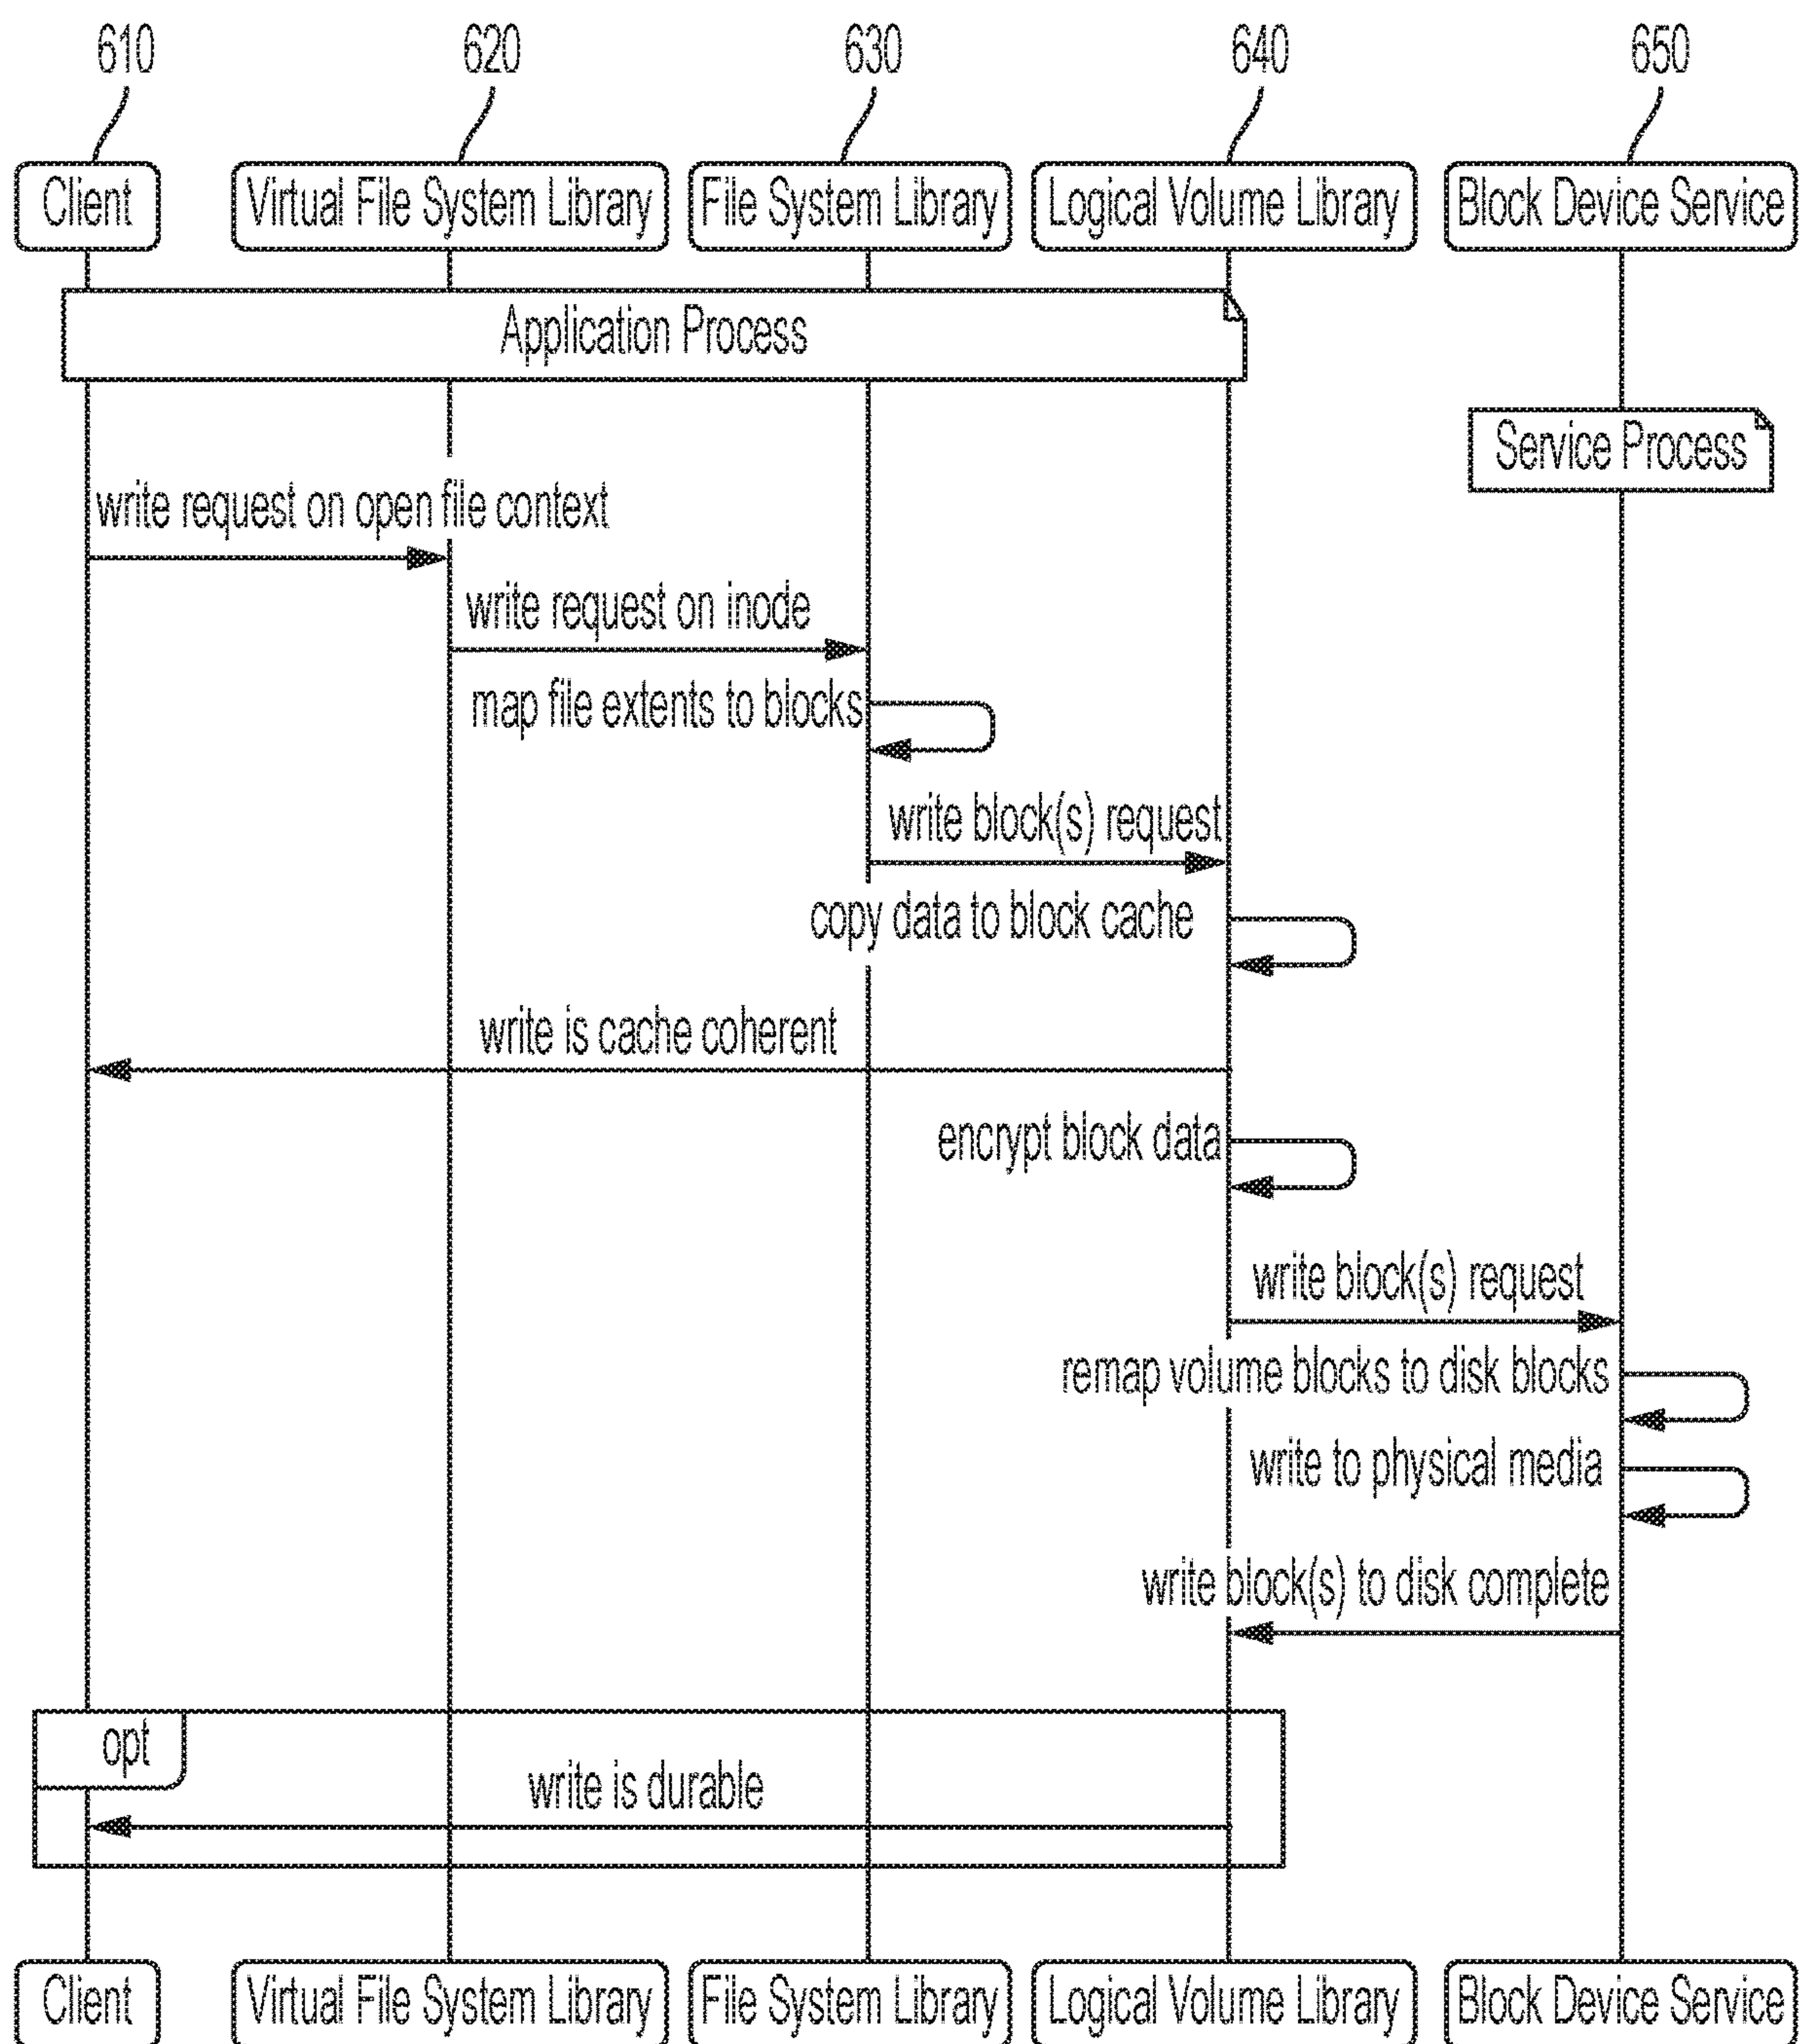 610 620 630 640 650
Client Virtual File System Library File System Library Logical Volume Library Block Device Service
Application Process
Service Process
write request on open file context
write request on inode
map file extents to blocks
write block(s) request
copy data to block cache
write is cache coherent
encrypt block data
write block(s) request
remap volume blocks to disk blocks
write to physical media
write block(s) to disk complete
opt
write is durable
Client Virtual File System Library File System Library Logical Volume Library Block Device Service